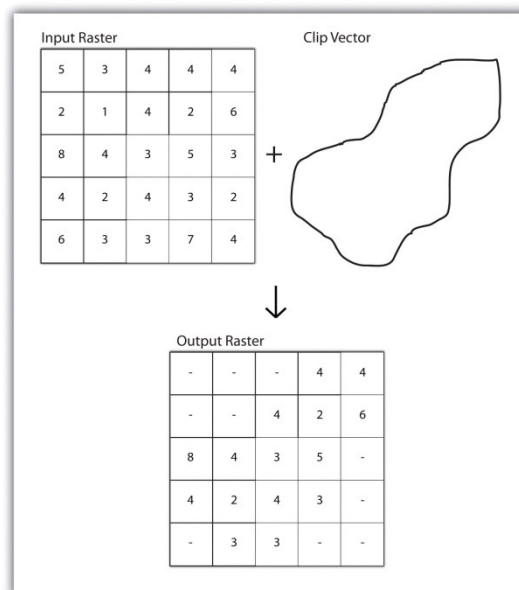 Input Raster
Clip Vector
5 3 4 4 4
2 1 4 2 6
8 4 3 5 3
+
4 2 4 3 2
6 3 3 7 4
Output Raster
- - - 4 4
- - 4 2 6
8 4 3 5 -
4 2 4 3 -
- 3 3 - -